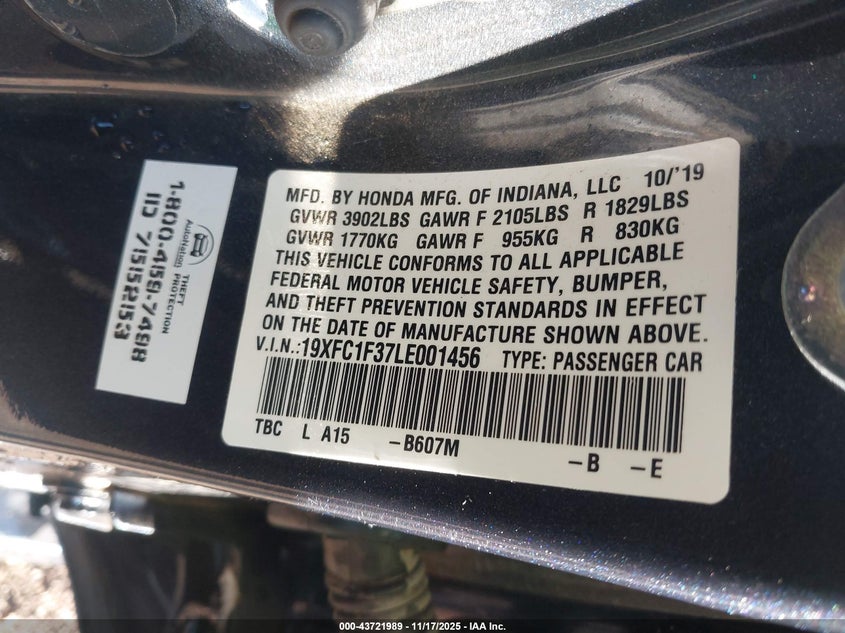 MFD. BY HONDA MFG. OF INDIANA, LLC 10/'19
GVWR 3902LBS GAWR F 2105LBS R 1829LBS
GVWR 1770KG GAWR F 955KG R 830KG
THIS VEHICLE CONFORMS TO ALL APPLICABLE
FEDERAL MOTOR VEHICLE SAFETY, BUMPER,
AND THEFT PREVENTION STANDARDS IN EFFECT
ON THE DATE OF MANUFACTURE SHOWN ABOVE.
V.I.N.:19XFC1F37LE001456 TYPE: PASSENGER CAR
TBC L A15 -B607M -B -E
AutoNation
THEFT
PROTECTION
1-800-459-7498
ID 7155253
000-43721989 — 11/17/2025 — IAA Inc.